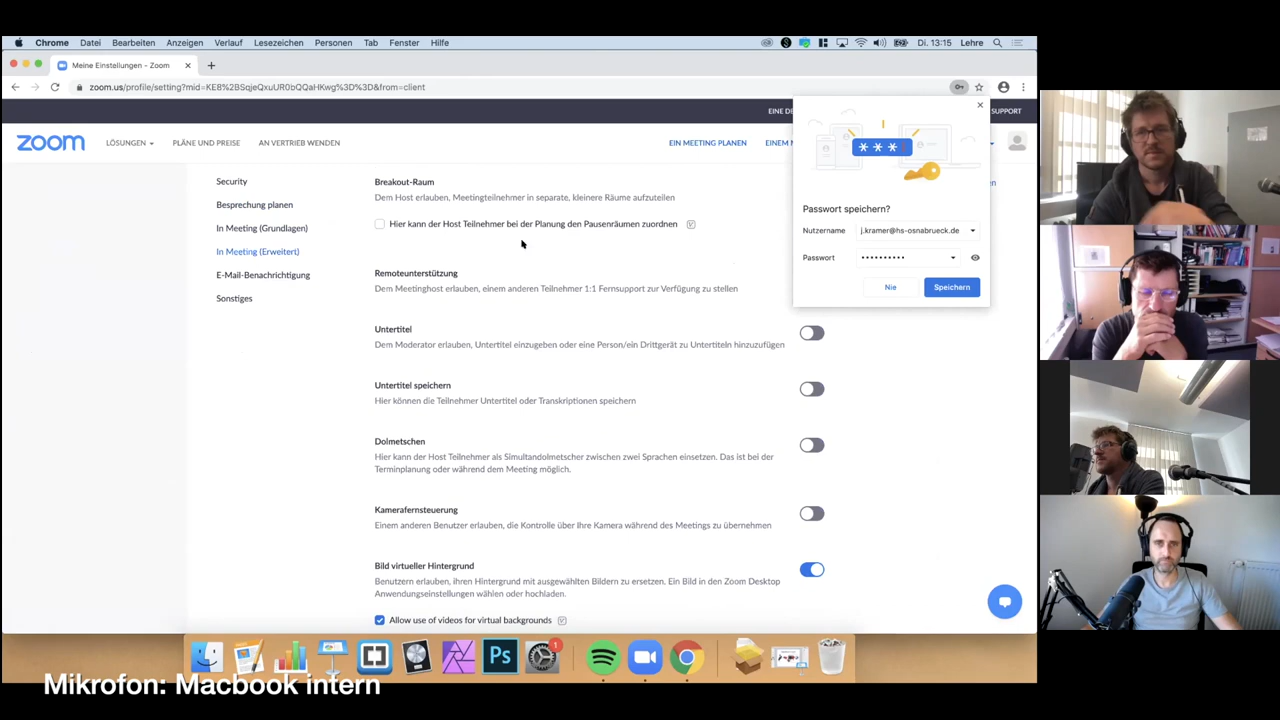 Chrome Datei Bearbeiten Anzeigen Verlauf Lesezeichen Personen Tab Fenster Hilfe
Di. 13:15 Lehre
Meine Einstellungen – Zoom
zoom.us/profile/setting?mid=KE8%2BSqjeQxuUR0bQQaHKwg%3D%3D&from=client
EINE DE
SUPPORT
zoom LÖSUNGEN PLÄNE UND PREISE AN VERTRIEB WENDEN EIN MEETING PLANEN EINEM M
Security
Besprechung planen
In Meeting (Grundlagen)
In Meeting (Erweitert)
E-Mail-Benachrichtigung
Sonstiges
Breakout-Raum
Dem Host erlauben, Meetingteilnehmer in separate, kleinere Räume aufzuteilen
Hier kann der Host Teilnehmer bei der Planung den Pausenräumen zuordnen
Remoteunterstützung
Dem Meetinghost erlauben, einem anderen Teilnehmer 1:1 Fernsupport zur Verfügung zu stellen
Untertitel
Dem Moderator erlauben, Untertitel einzugeben oder eine Person/ein Drittgerät zu Untertiteln hinzuzufügen
Untertitel speichern
Hier können die Teilnehmer Untertitel oder Transkriptionen speichern
Dolmetschen
Hier kann der Host Teilnehmer als Simultandolmetscher zwischen zwei Sprachen einsetzen. Das ist bei der
Terminplanung oder während dem Meeting möglich.
Kamerafernsteuerung
Einem anderen Benutzer erlauben, die Kontrolle über Ihre Kamera während des Meetings zu übernehmen
Bild virtueller Hintergrund
Benutzern erlauben, ihren Hintergrund mit ausgewählten Bildern zu ersetzen. Ein Bild in den Zoom Desktop
Anwendungseinstellungen wählen oder hochladen.
Allow use of videos for virtual backgrounds
Passwort speichern?
Nutzername j.kramer@hs-osnabrueck.de
Passwort ••••••••••
Nie Speichern
en
Ps
1
Mikrofon: Macbook intern